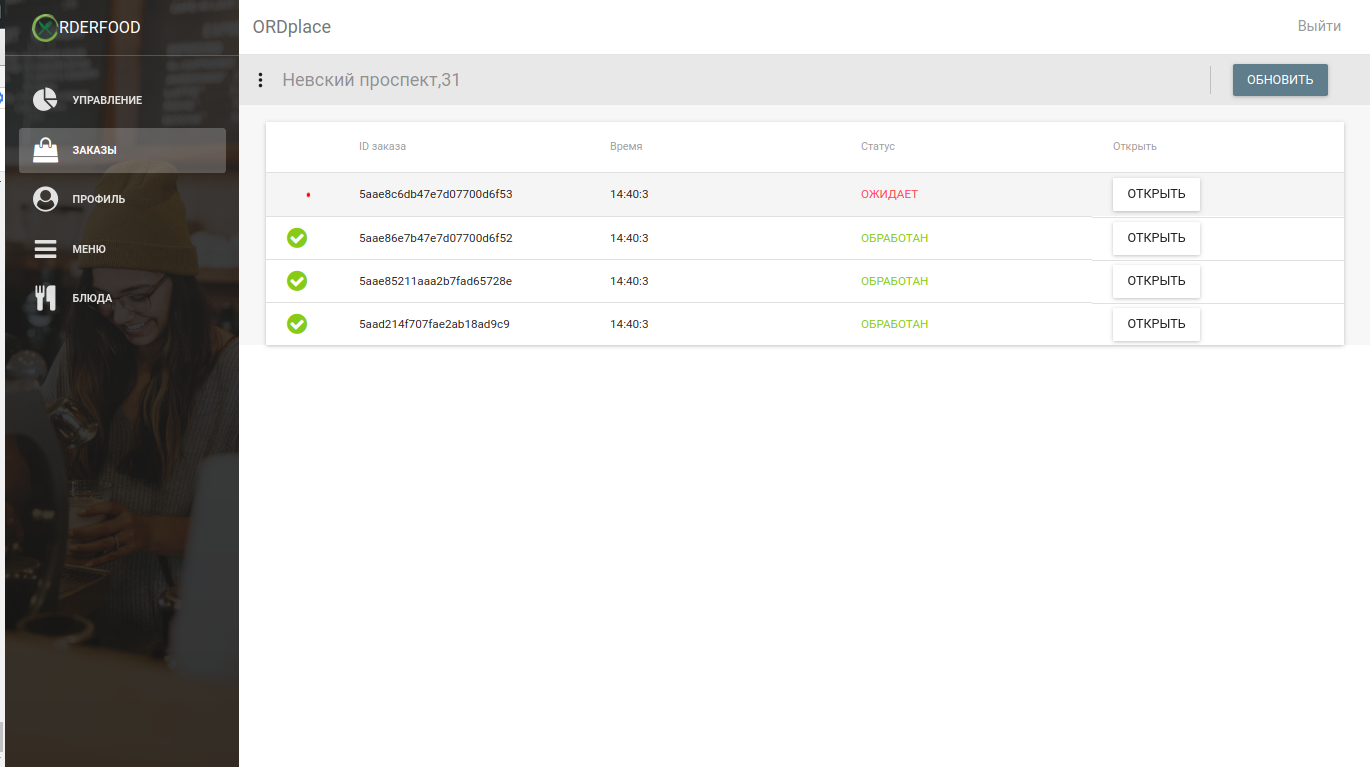 RDERFOOD
ORDplace
Выйти
Невский проспект,31
ОБНОВИТЬ
УПРАВЛЕНИЕ
ЗАКАЗЫ
ПРОФИЛЬ
МЕНЮ
БЛЮДА
ID заказа Время Статус Открыть
5aae8c6db47e7d07700d6f53 14:40:3 ОЖИДАЕТ ОТКРЫТЬ
5aae86e7b47e7d07700d6f52 14:40:3 ОБРАБОТАН ОТКРЫТЬ
5aae85211aaa2b7fad65728e 14:40:3 ОБРАБОТАН ОТКРЫТЬ
5aad214f707fae2ab18ad9c9 14:40:3 ОБРАБОТАН ОТКРЫТЬ